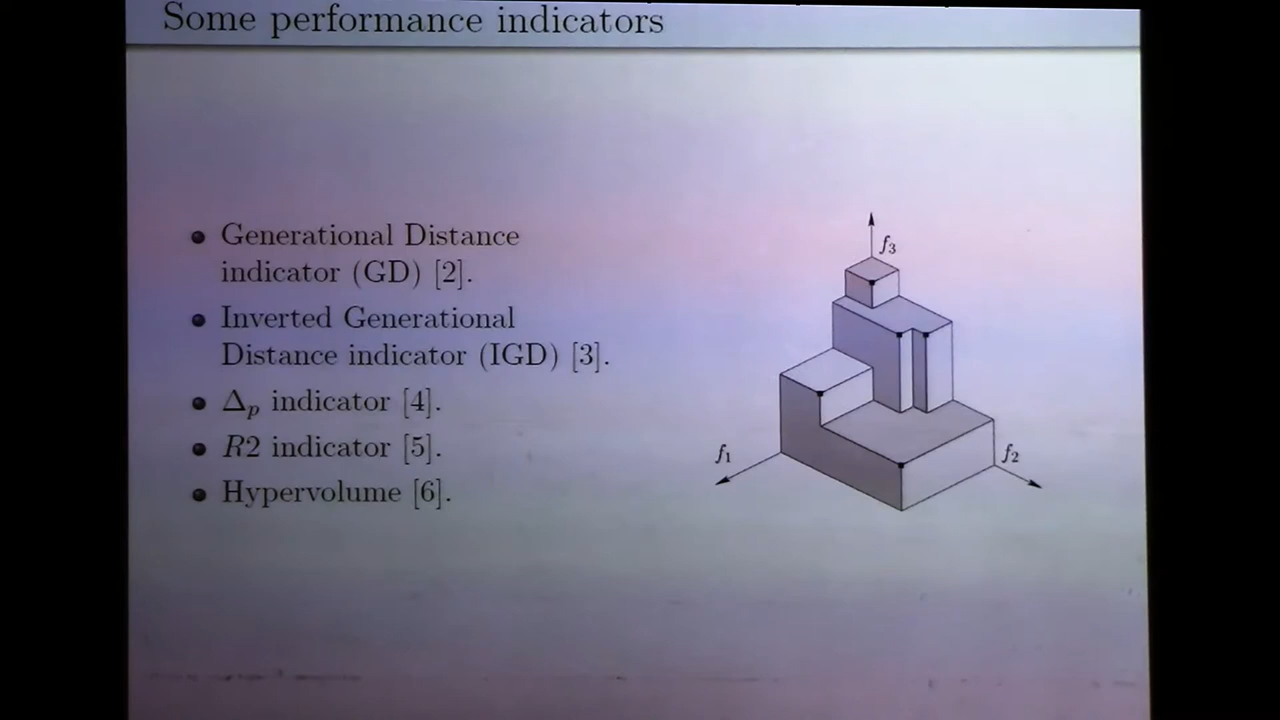 Some performance indicators
Generational Distance
indicator (GD) [2].
Inverted Generational
Distance indicator (IGD) [3].
Δp indicator [4].
R2 indicator [5].
Hypervolume [6].
f3
f1
f2